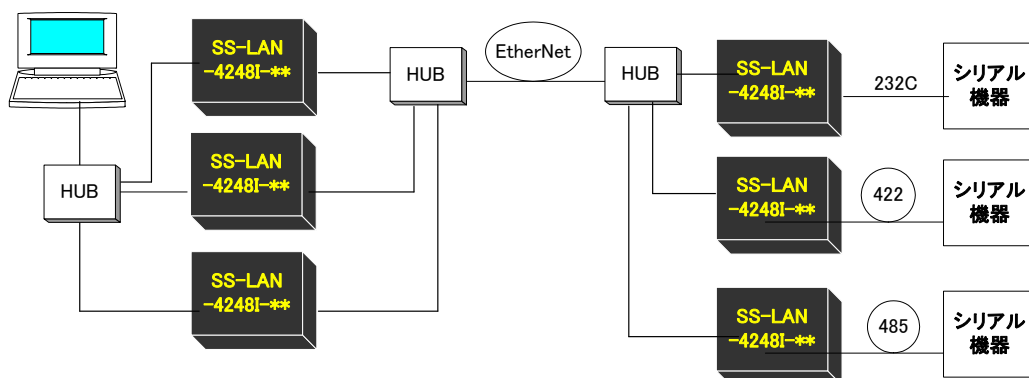 SS-LAN
-4248I-**
HUB
EtherNet
HUB
SS-LAN
-4248I-**
232C
シリアル
機器
HUB
SS-LAN
-4248I-**
SS-LAN
-4248I-**
422
シリアル
機器
SS-LAN
-4248I-**
SS-LAN
-4248I-**
485
シリアル
機器